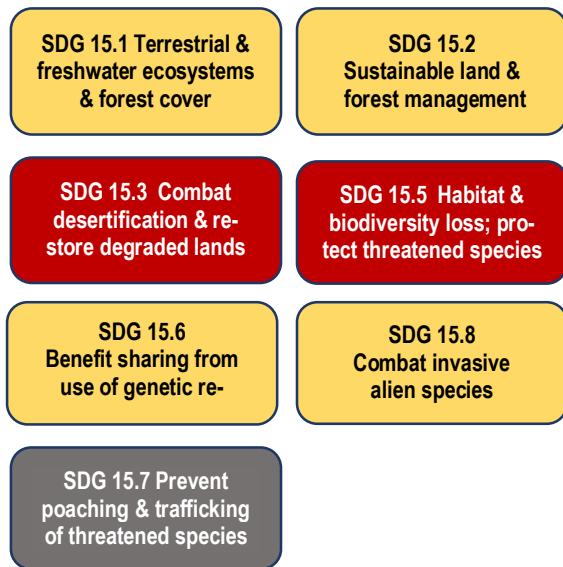 SDG 15.1 Terrestrial &
freshwater ecosystems
& forest cover
SDG 15.2
Sustainable land &
forest management
SDG 15.3 Combat
desertification & re-
store degraded lands
SDG 15.5 Habitat &
biodiversity loss; pro-
tect threatened species
SDG 15.6
Benefit sharing from
use of genetic re-
SDG 15.8
Combat invasive
alien species
SDG 15.7 Prevent
poaching & trafficking
of threatened species